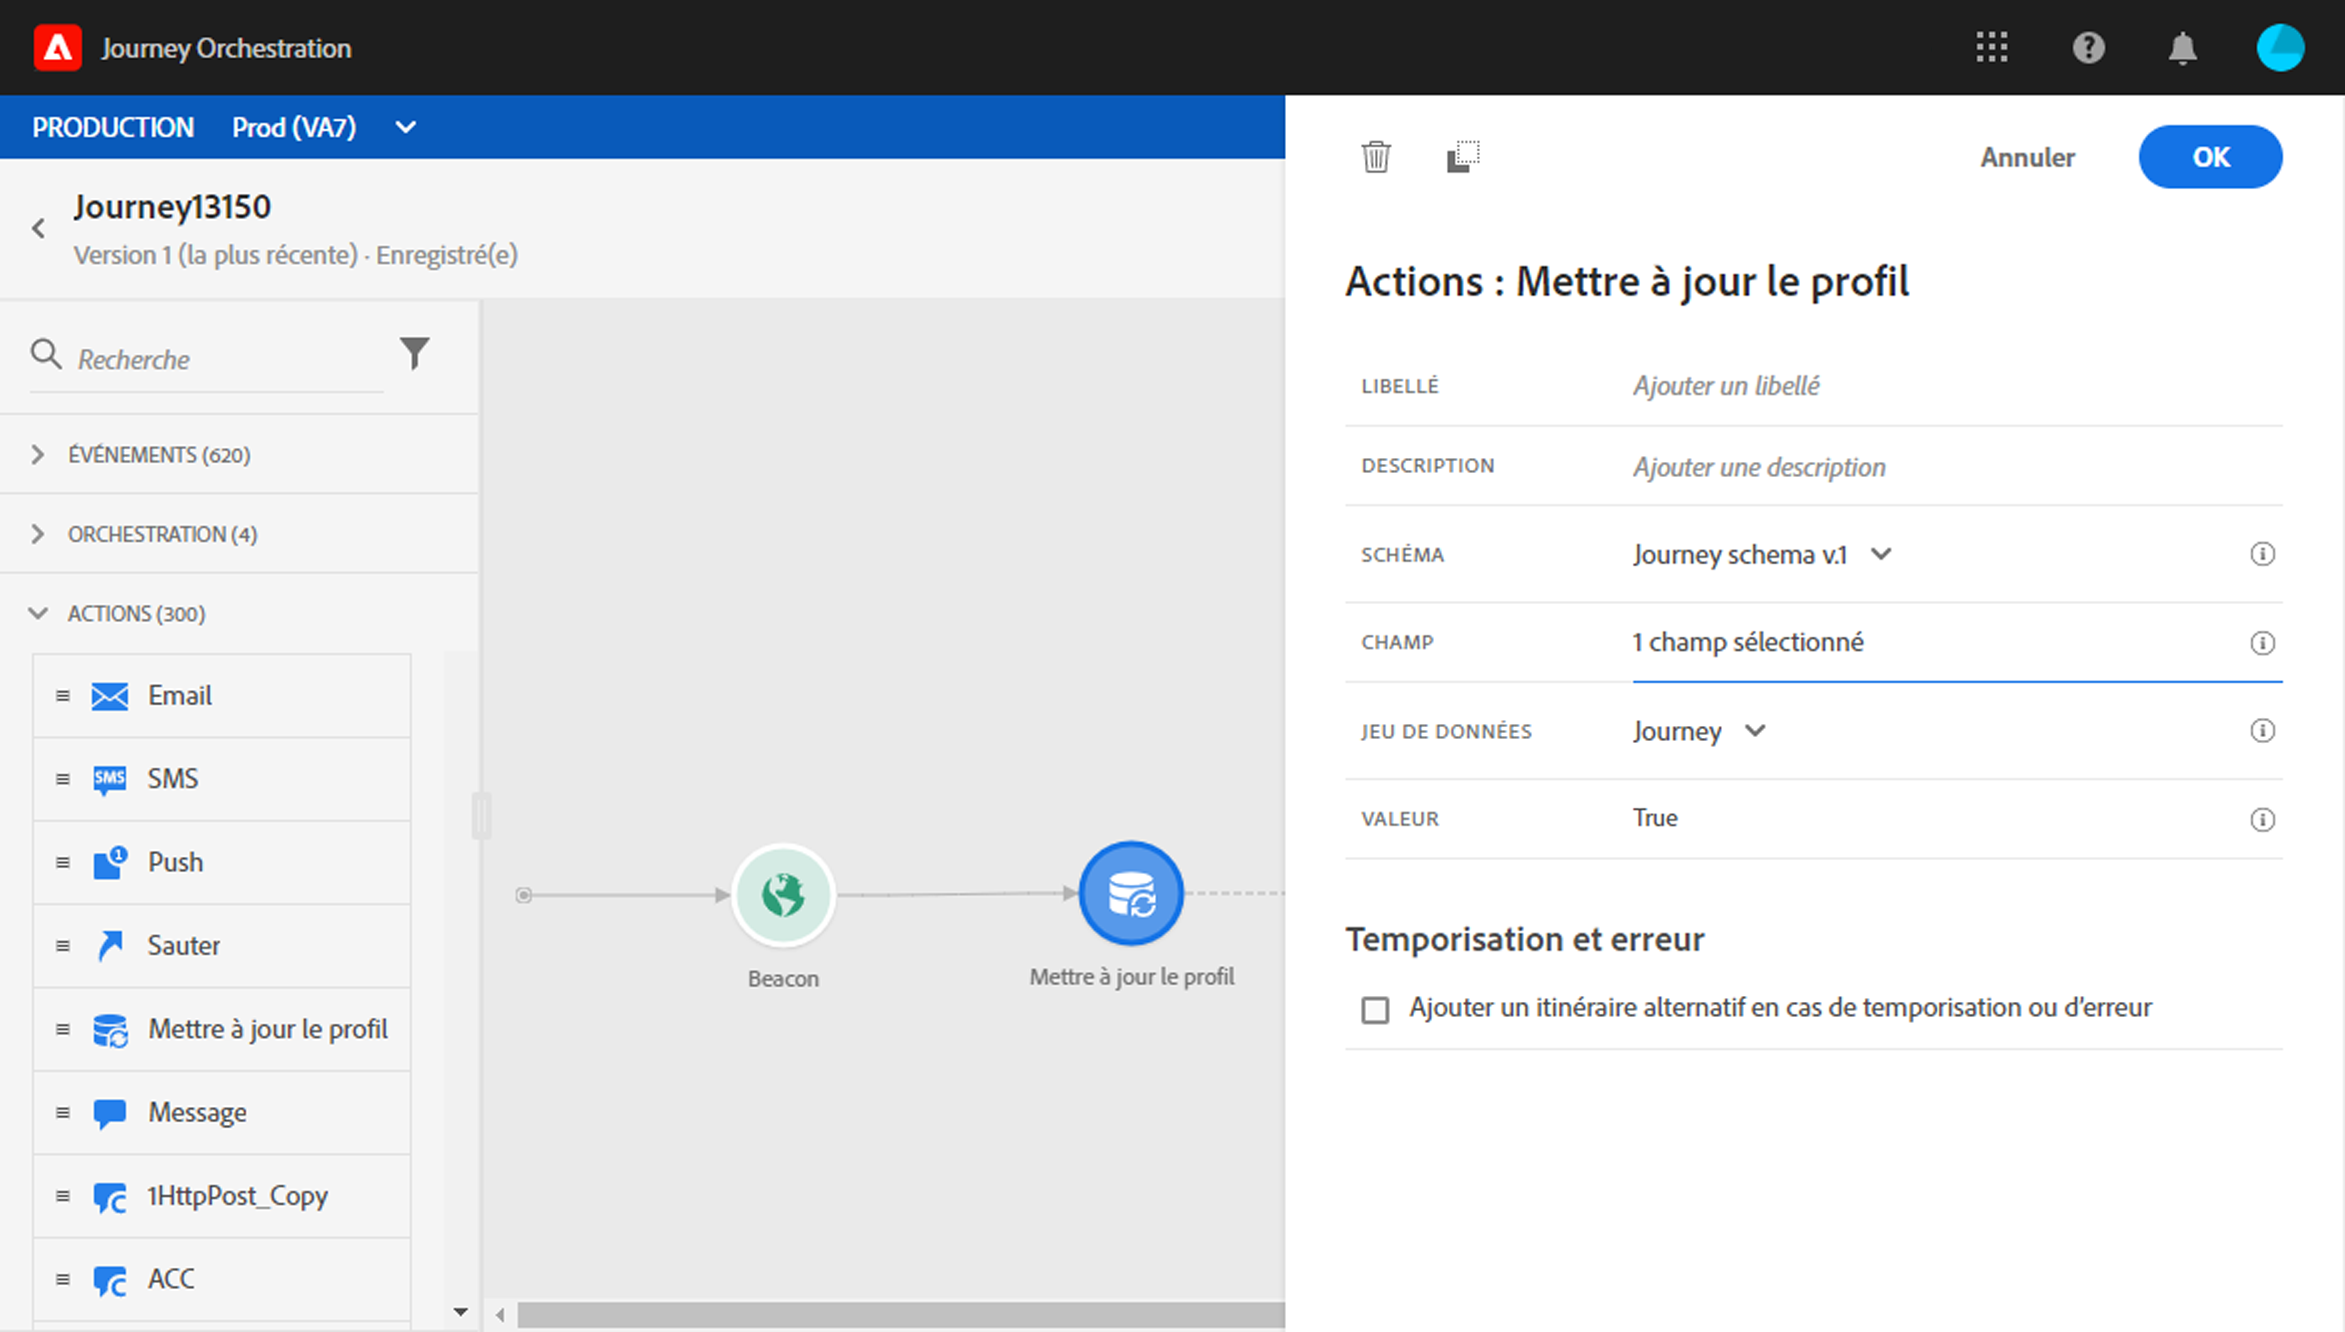 Journey Orchestration
PRODUCTION Prod (VA7)
Annuler
OK
Journey13150
Version 1 (la plus récente) · Enregistré(e)
Recherche
ÉVÉNEMENTS (620)
ORCHESTRATION (4)
ACTIONS (300)
Email
SMS
SMS
1
Push
Sauter
Mettre à jour le profil
Message
1HttpPost_Copy
ACC
Beacon
Mettre à jour le profil
Actions : Mettre à jour le profil
LIBELLÉ Ajouter un libellé
DESCRIPTION Ajouter une description
SCHÉMA Journey schema v.1
CHAMP 1 champ sélectionné
JEU DE DONNÉES Journey
VALEUR True
Temporisation et erreur
Ajouter un itinéraire alternatif en cas de temporisation ou d'erreur